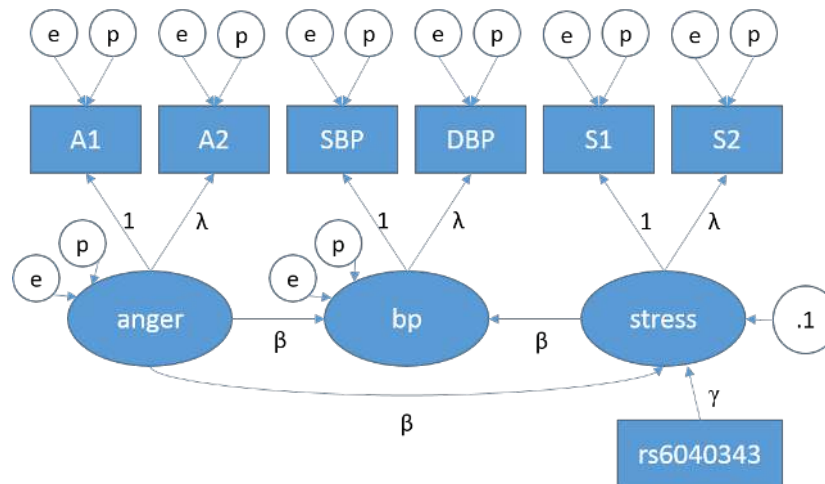 e p e p e p e p e p e p
A1 A2 SBP DBP S1 S2
1 λ 1 λ 1 λ
p p
e e
anger bp stress .1
β β
γ
β
rs6040343